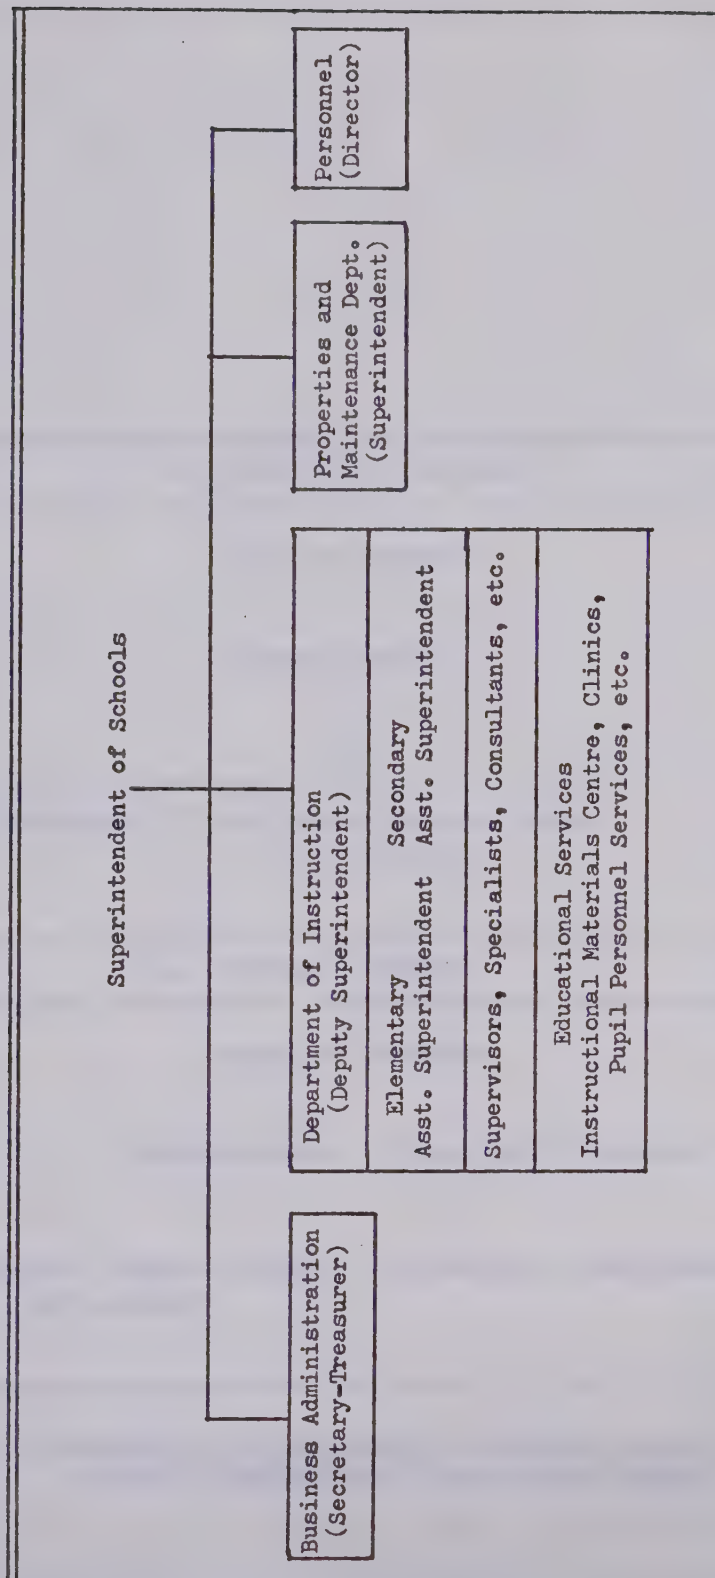 Superintendent of Schools
Business Administration
(Secretary-Treasurer)
Department of Instruction
(Deputy Superintendent)
Elementary Secondary
Asst. Superintendent Asst. Superintendent
Supervisors, Specialists, Consultants, etc.
Educational Services
Instructional Materials Centre, Clinics,
Pupil Personnel Services, etc.
Properties and
Maintenance Dept.
(Superintendent)
Personnel
(Director)